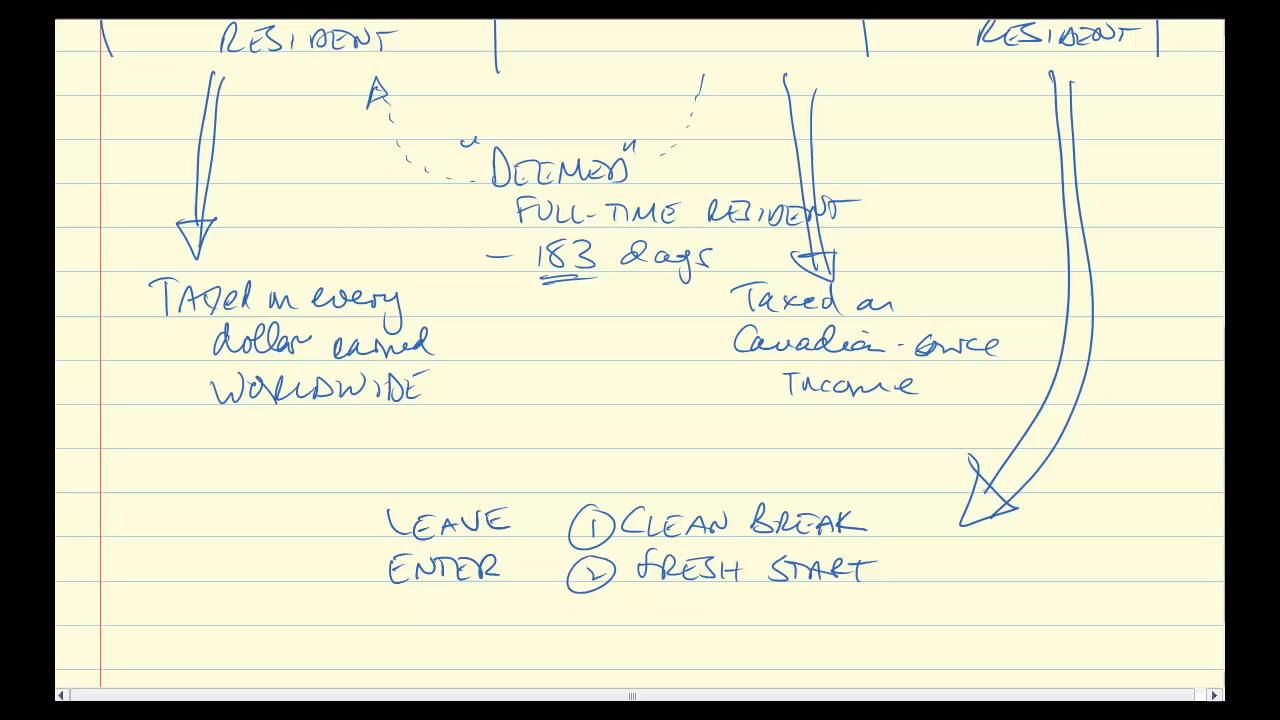 RESIDENT
RESIDENT
"DEEMED"
FULL-TIME RESIDENT
- 183 days
Taxed on every
dollar earned
WORLDWIDE
Taxed on
Canadian-source
Income
LEAVE ① CLEAN BREAK
ENTER ② FRESH START